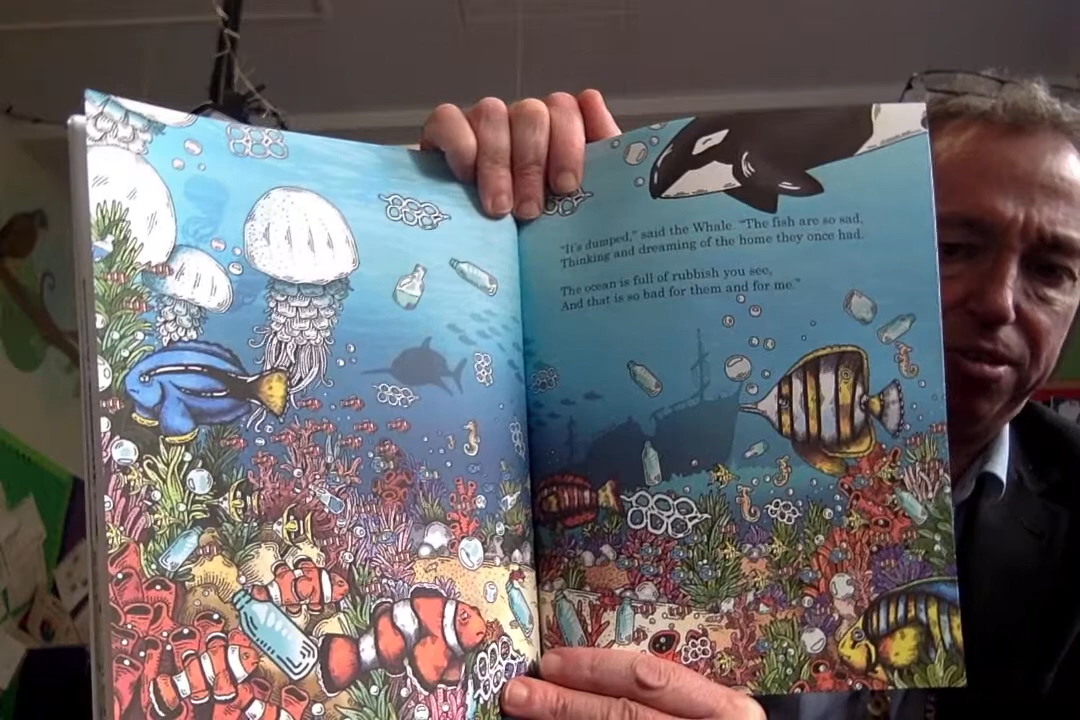 "It's dumped," said the Whale. "The fish are so sad,
Thinking and dreaming of the home they once had.
The ocean is full of rubbish you see,
And that is so bad for them and for me."